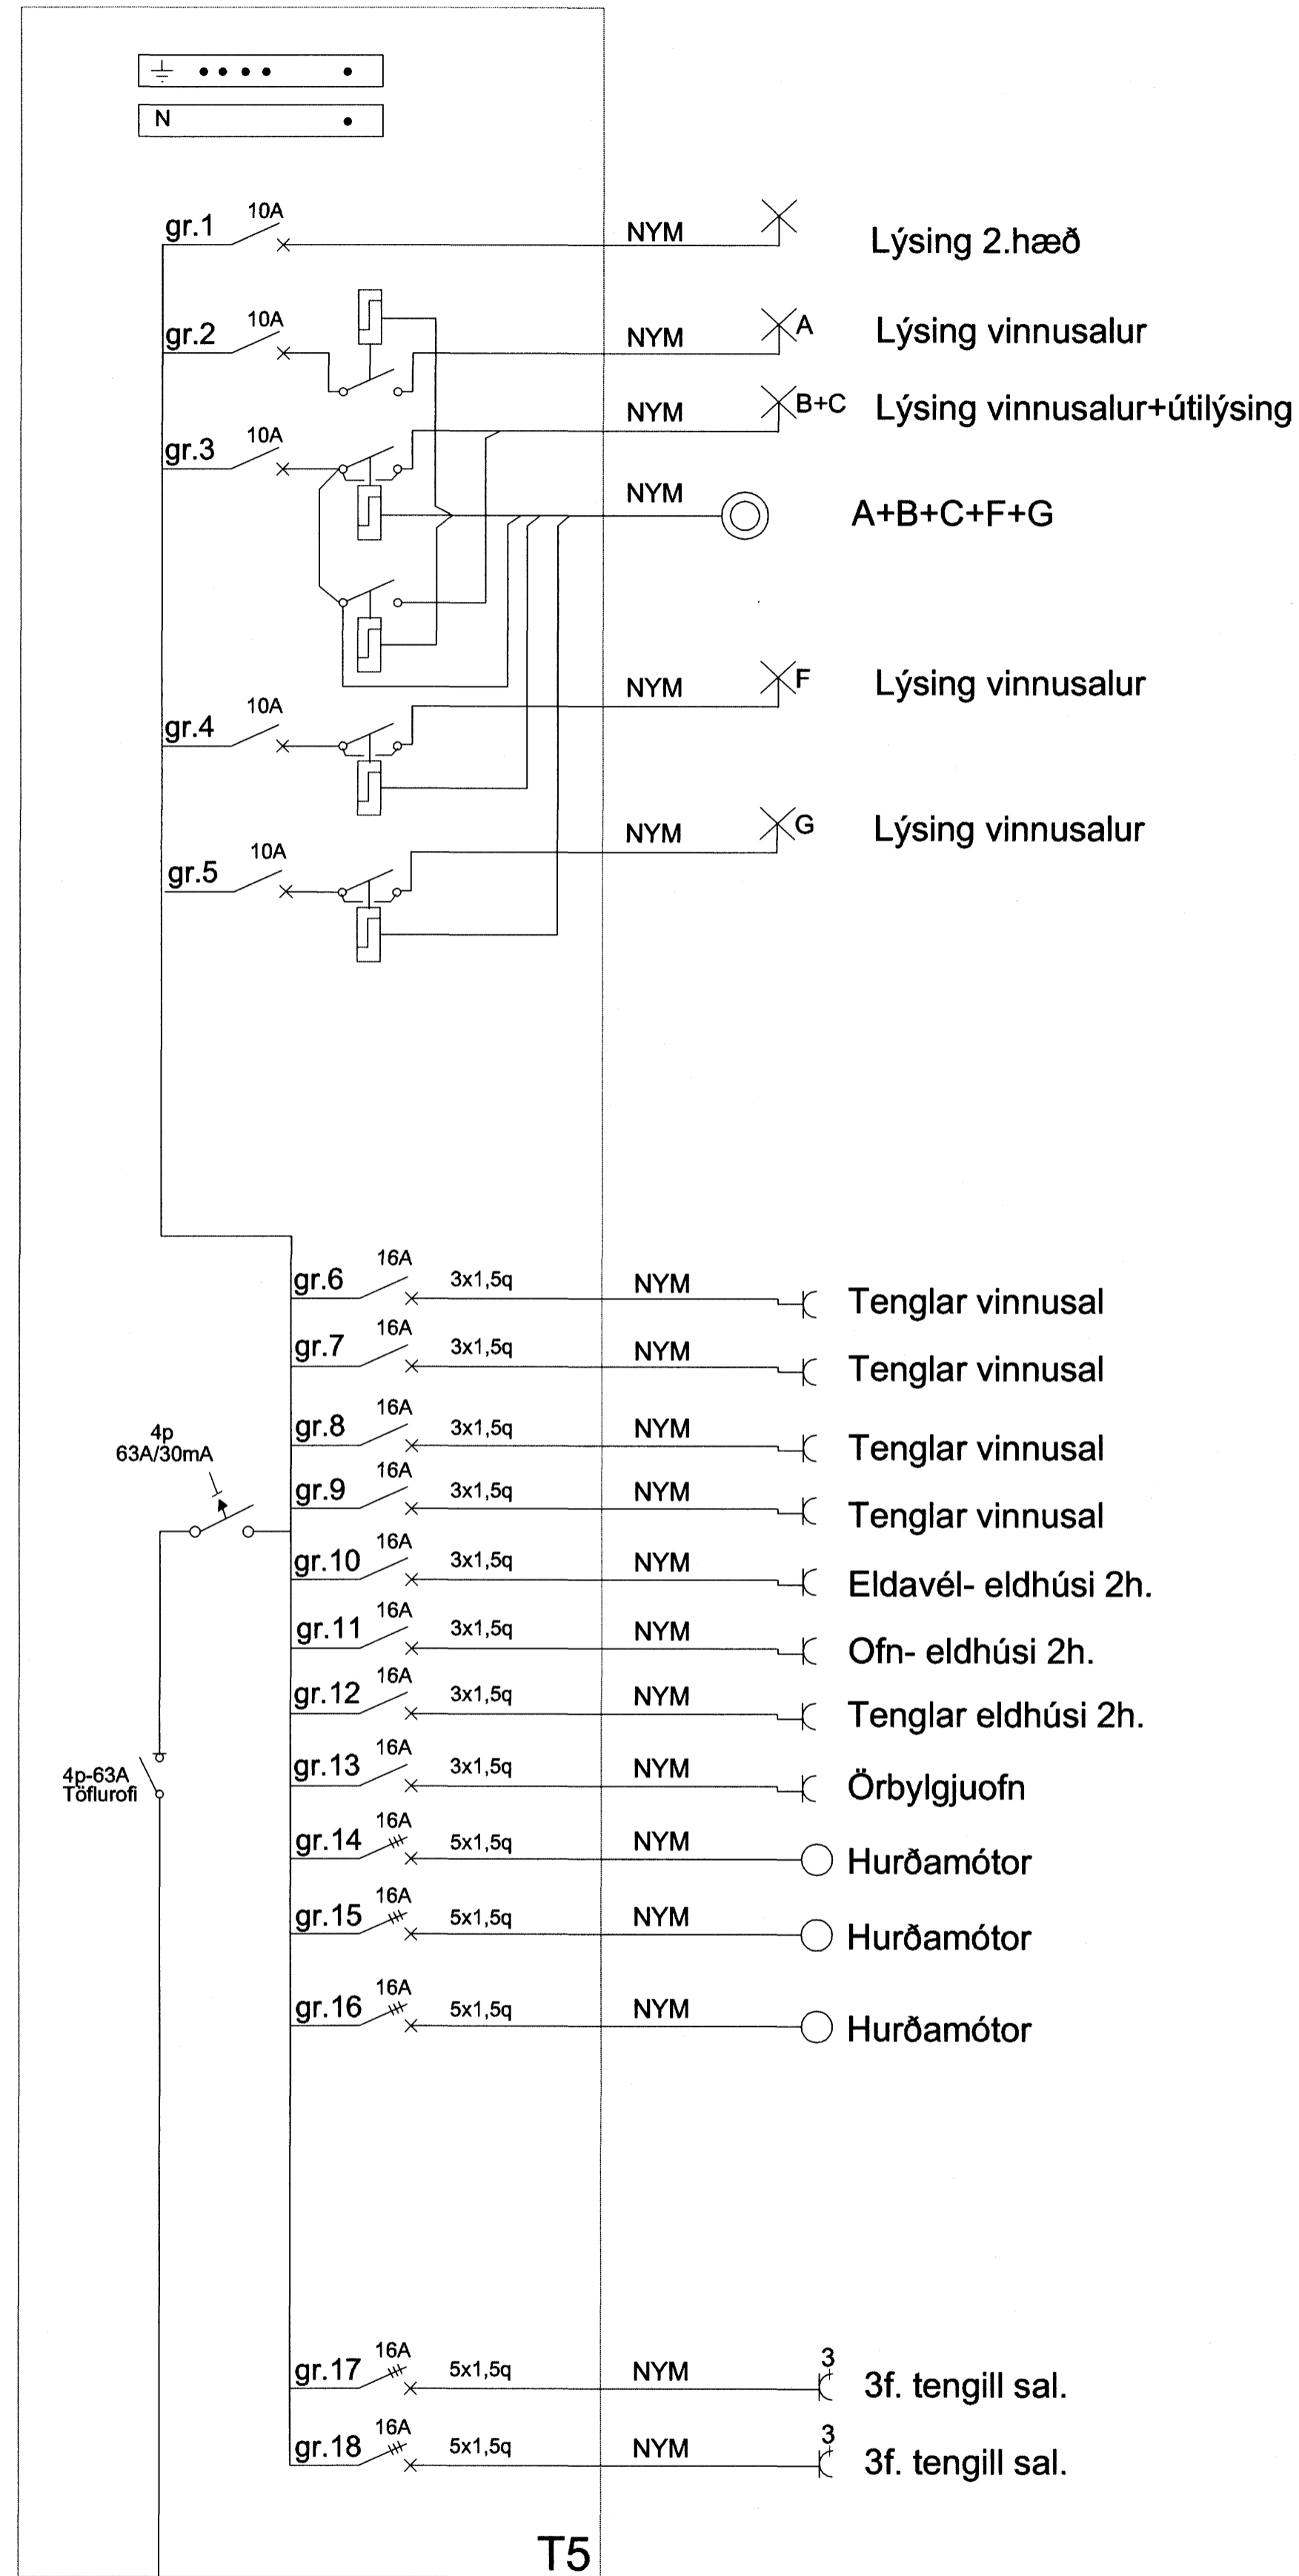 N
gr.1 10A NYM Lýsing 2.hæð
gr.2 10A NYM A Lýsing vinnusalur
NYM B+C Lýsing vinnusalur+útilýsing
gr.3 10A
NYM A+B+C+F+G
NYM F Lýsing vinnusalur
gr.4 10A
NYM G Lýsing vinnusalur
gr.5 10A
gr.6 16A 3x1,5q NYM Tenglar vinnusal
gr.7 16A 3x1,5q NYM Tenglar vinnusal
gr.8 16A 3x1,5q NYM Tenglar vinnusal
4p
63A/30mA
gr.9 16A 3x1,5q NYM Tenglar vinnusal
gr.10 16A 3x1,5q NYM Eldavél- eldhúsi 2h.
gr.11 16A 3x1,5q NYM Ofn- eldhúsi 2h.
gr.12 16A 3x1,5q NYM Tenglar eldhúsi 2h.
gr.13 16A 3x1,5q NYM Örbylgjuofn
4p-63A
Töflurofi
gr.14 16A 5x1,5q NYM Hurðamótor
gr.15 16A 5x1,5q NYM Hurðamótor
gr.16 16A 5x1,5q NYM Hurðamótor
gr.17 16A 5x1,5q NYM 3 3f. tengill sal.
gr.18 16A 5x1,5q NYM 3 3f. tengill sal.
T5